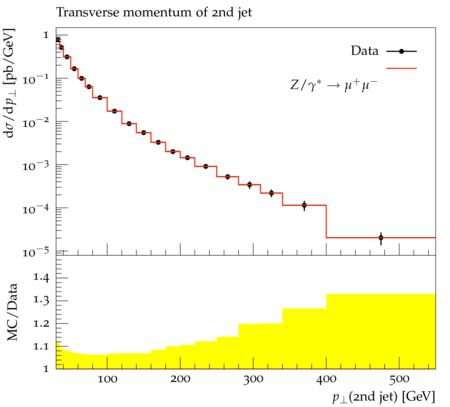 Transverse momentum of 2nd jet
dσ/dp⊥ [pb/GeV]
1
10⁻¹
10⁻²
10⁻³
10⁻⁴
10⁻⁵
Data
Z/γ* → μ⁺μ⁻
MC/Data
1.4
1.3
1.2
1.1
1
100 200 300 400 500
p⊥(2nd jet) [GeV]